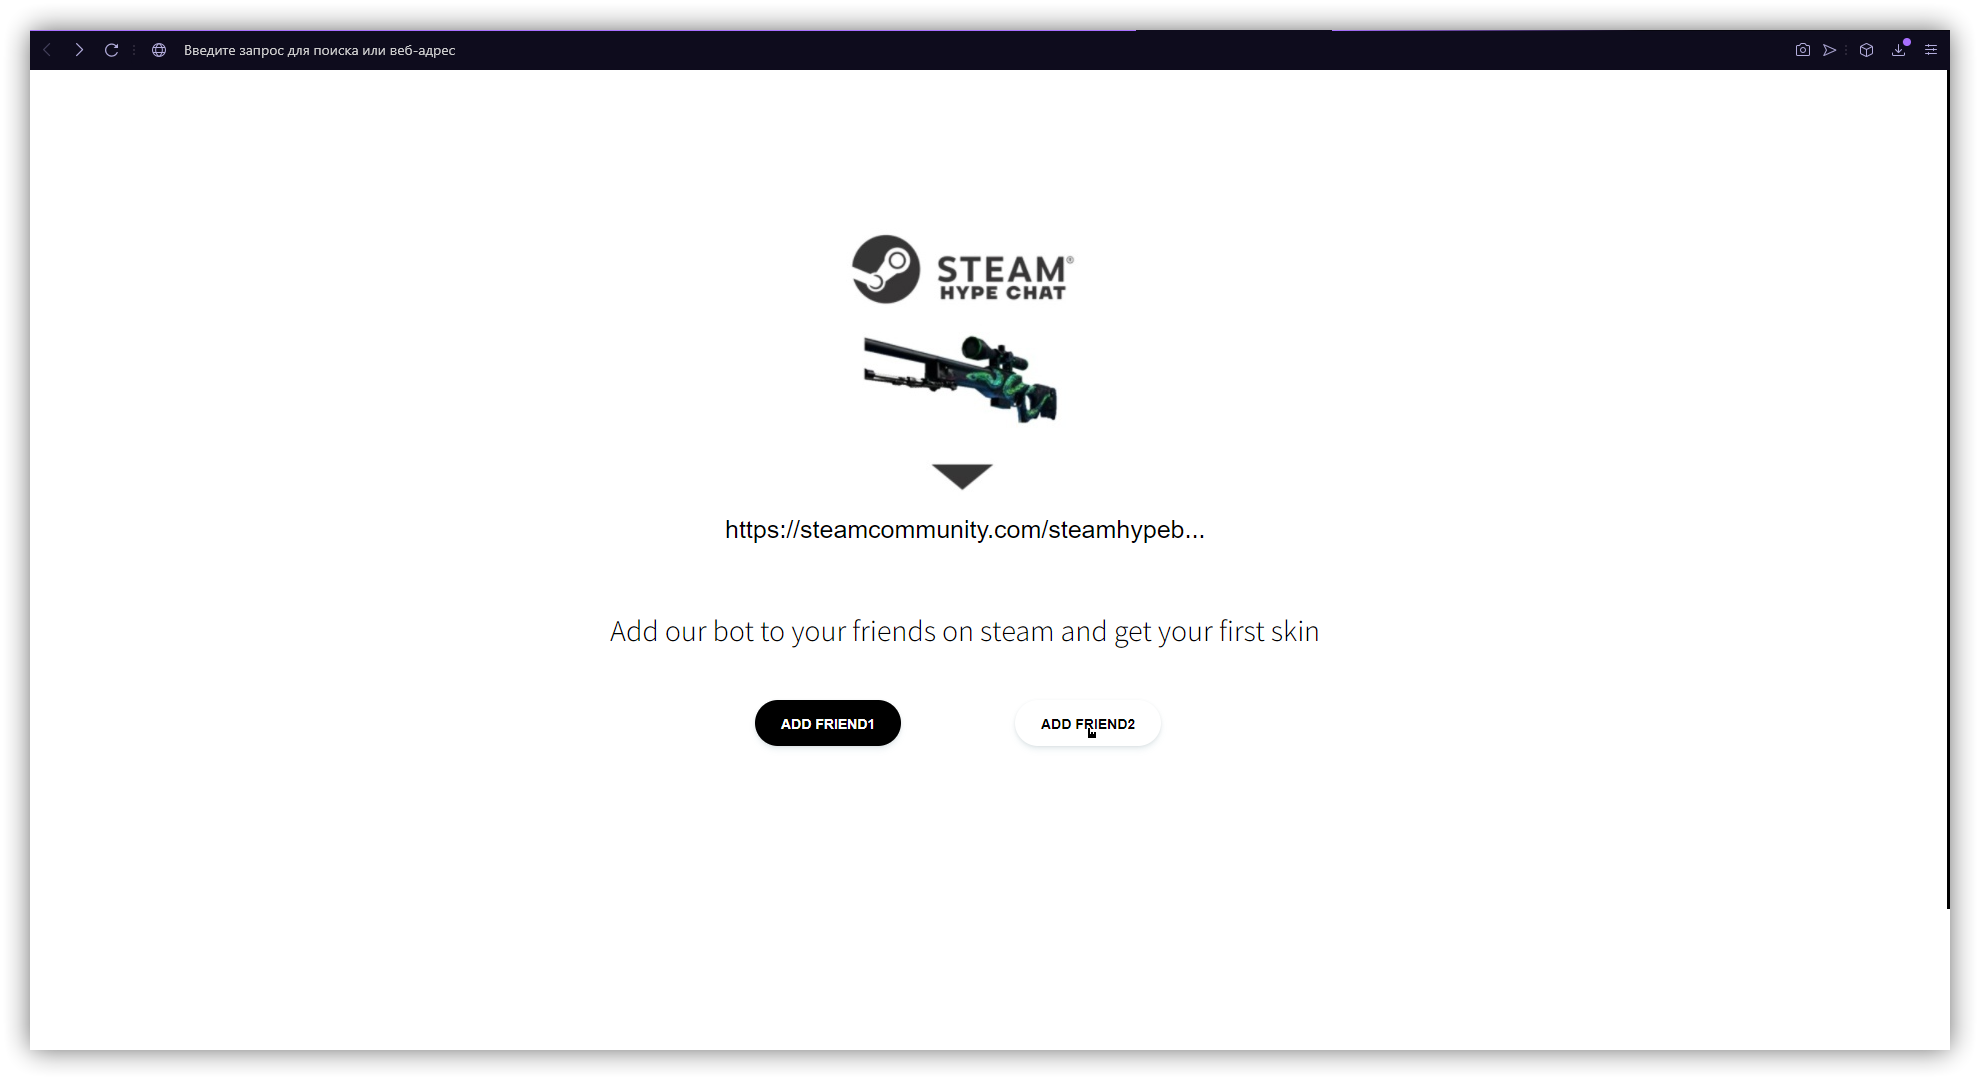 Введите запрос для поиска или веб-адрес
STEAM®
HYPE CHAT
https://steamcommunity.com/steamhypeb...
Add our bot to your friends on steam and get your first skin
ADD FRIEND1
ADD FRIEND2